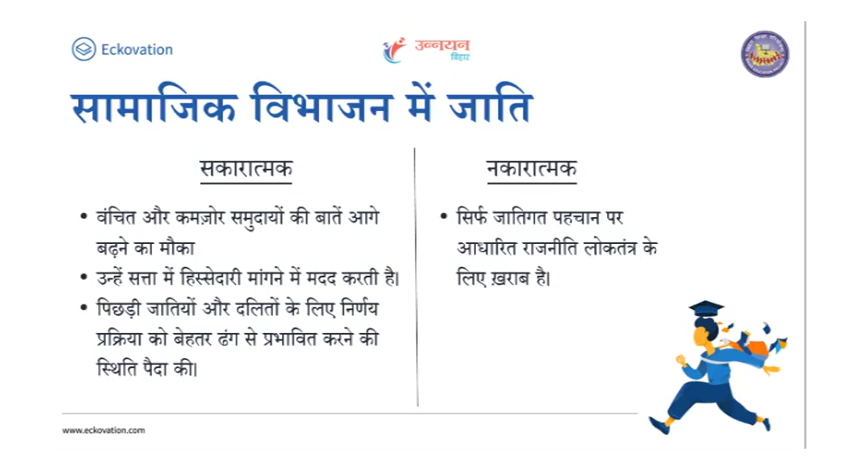 Eckovation
उन्नयन
बिहार
सामाजिक विभाजन में जाति
सकारात्मक
• वंचित और कमज़ोर समुदायों की बातें आगे
बढ़ने का मौका
• उन्हें सत्ता में हिस्सेदारी मांगने में मदद करती है।
• पिछड़ी जातियों और दलितों के लिए निर्णय
प्रक्रिया को बेहतर ढंग से प्रभावित करने की
स्थिति पैदा की।
नकारात्मक
• सिर्फ जातिगत पहचान पर
आधारित राजनीति लोकतंत्र के
लिए ख़राब है।
www.eckovation.com